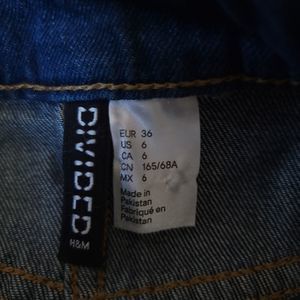 DIVIDED
H&M
EUR 36
US 6
CA 6
CN 165/68A
MX 6
Made in
Pakistan
Fabriqué en
Pakistan